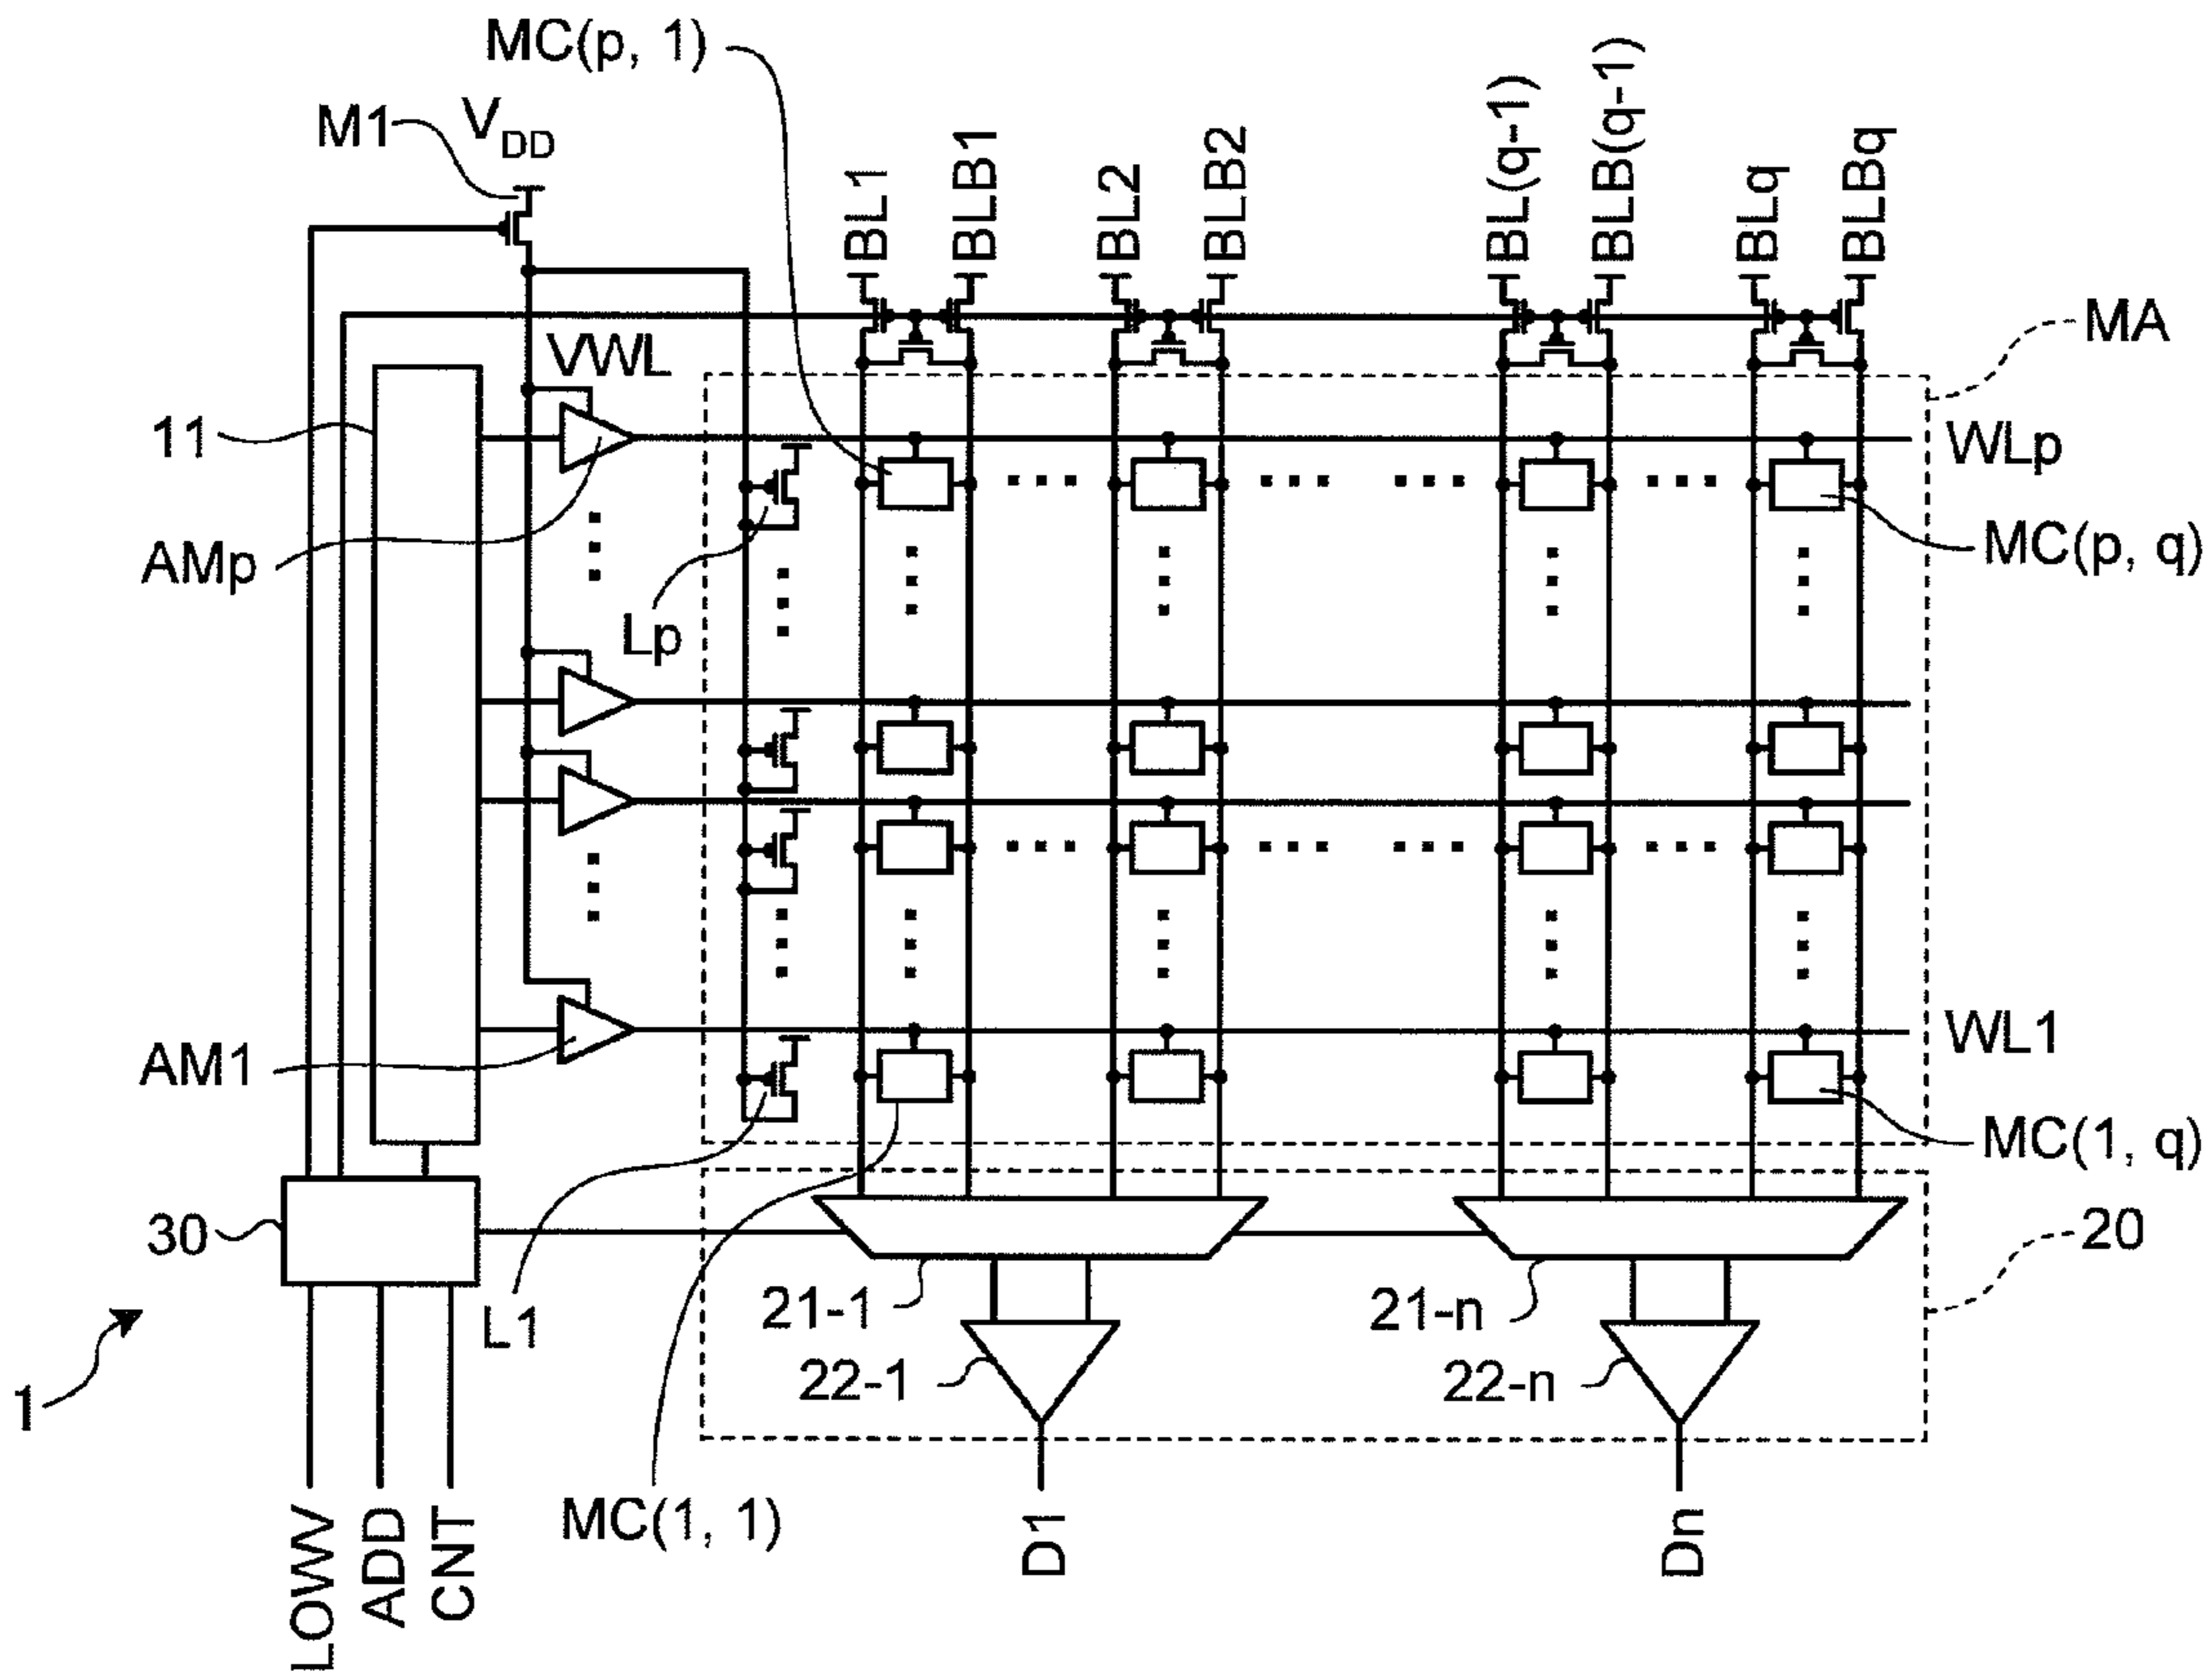 MC(p, 1)
M1
VDD
BL1
BLB1
BL2
BLB2
BL(q-1)
BLB(q-1)
BLq
BLBq
MA
VWL
11
WLp
AMp
MC(p, q)
Lp
AM1
WL1
MC(1, q)
30
20
L1
21-1
21-n
22-1
22-n
1
MC(1, 1)
LOWV
ADD
CNT
D1
Dn